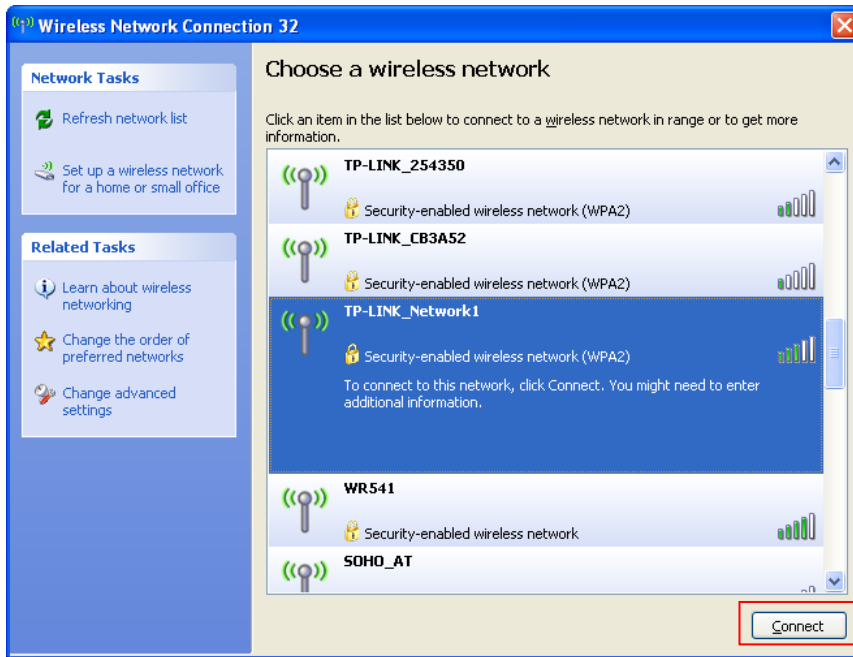 Wireless Network Connection 32
Network Tasks
Refresh network list
Set up a wireless network
for a home or small office
Related Tasks
Learn about wireless
networking
Change the order of
preferred networks
Change advanced
settings
Choose a wireless network
Click an item in the list below to connect to a wireless network in range or to get more
information.
TP-LINK_254350
Security-enabled wireless network (WPA2)
TP-LINK_CB3A52
Security-enabled wireless network (WPA2)
TP-LINK_Network1
Security-enabled wireless network (WPA2)
To connect to this network, click Connect. You might need to enter
additional information.
WR541
Security-enabled wireless network
SOHO_AT
Connect